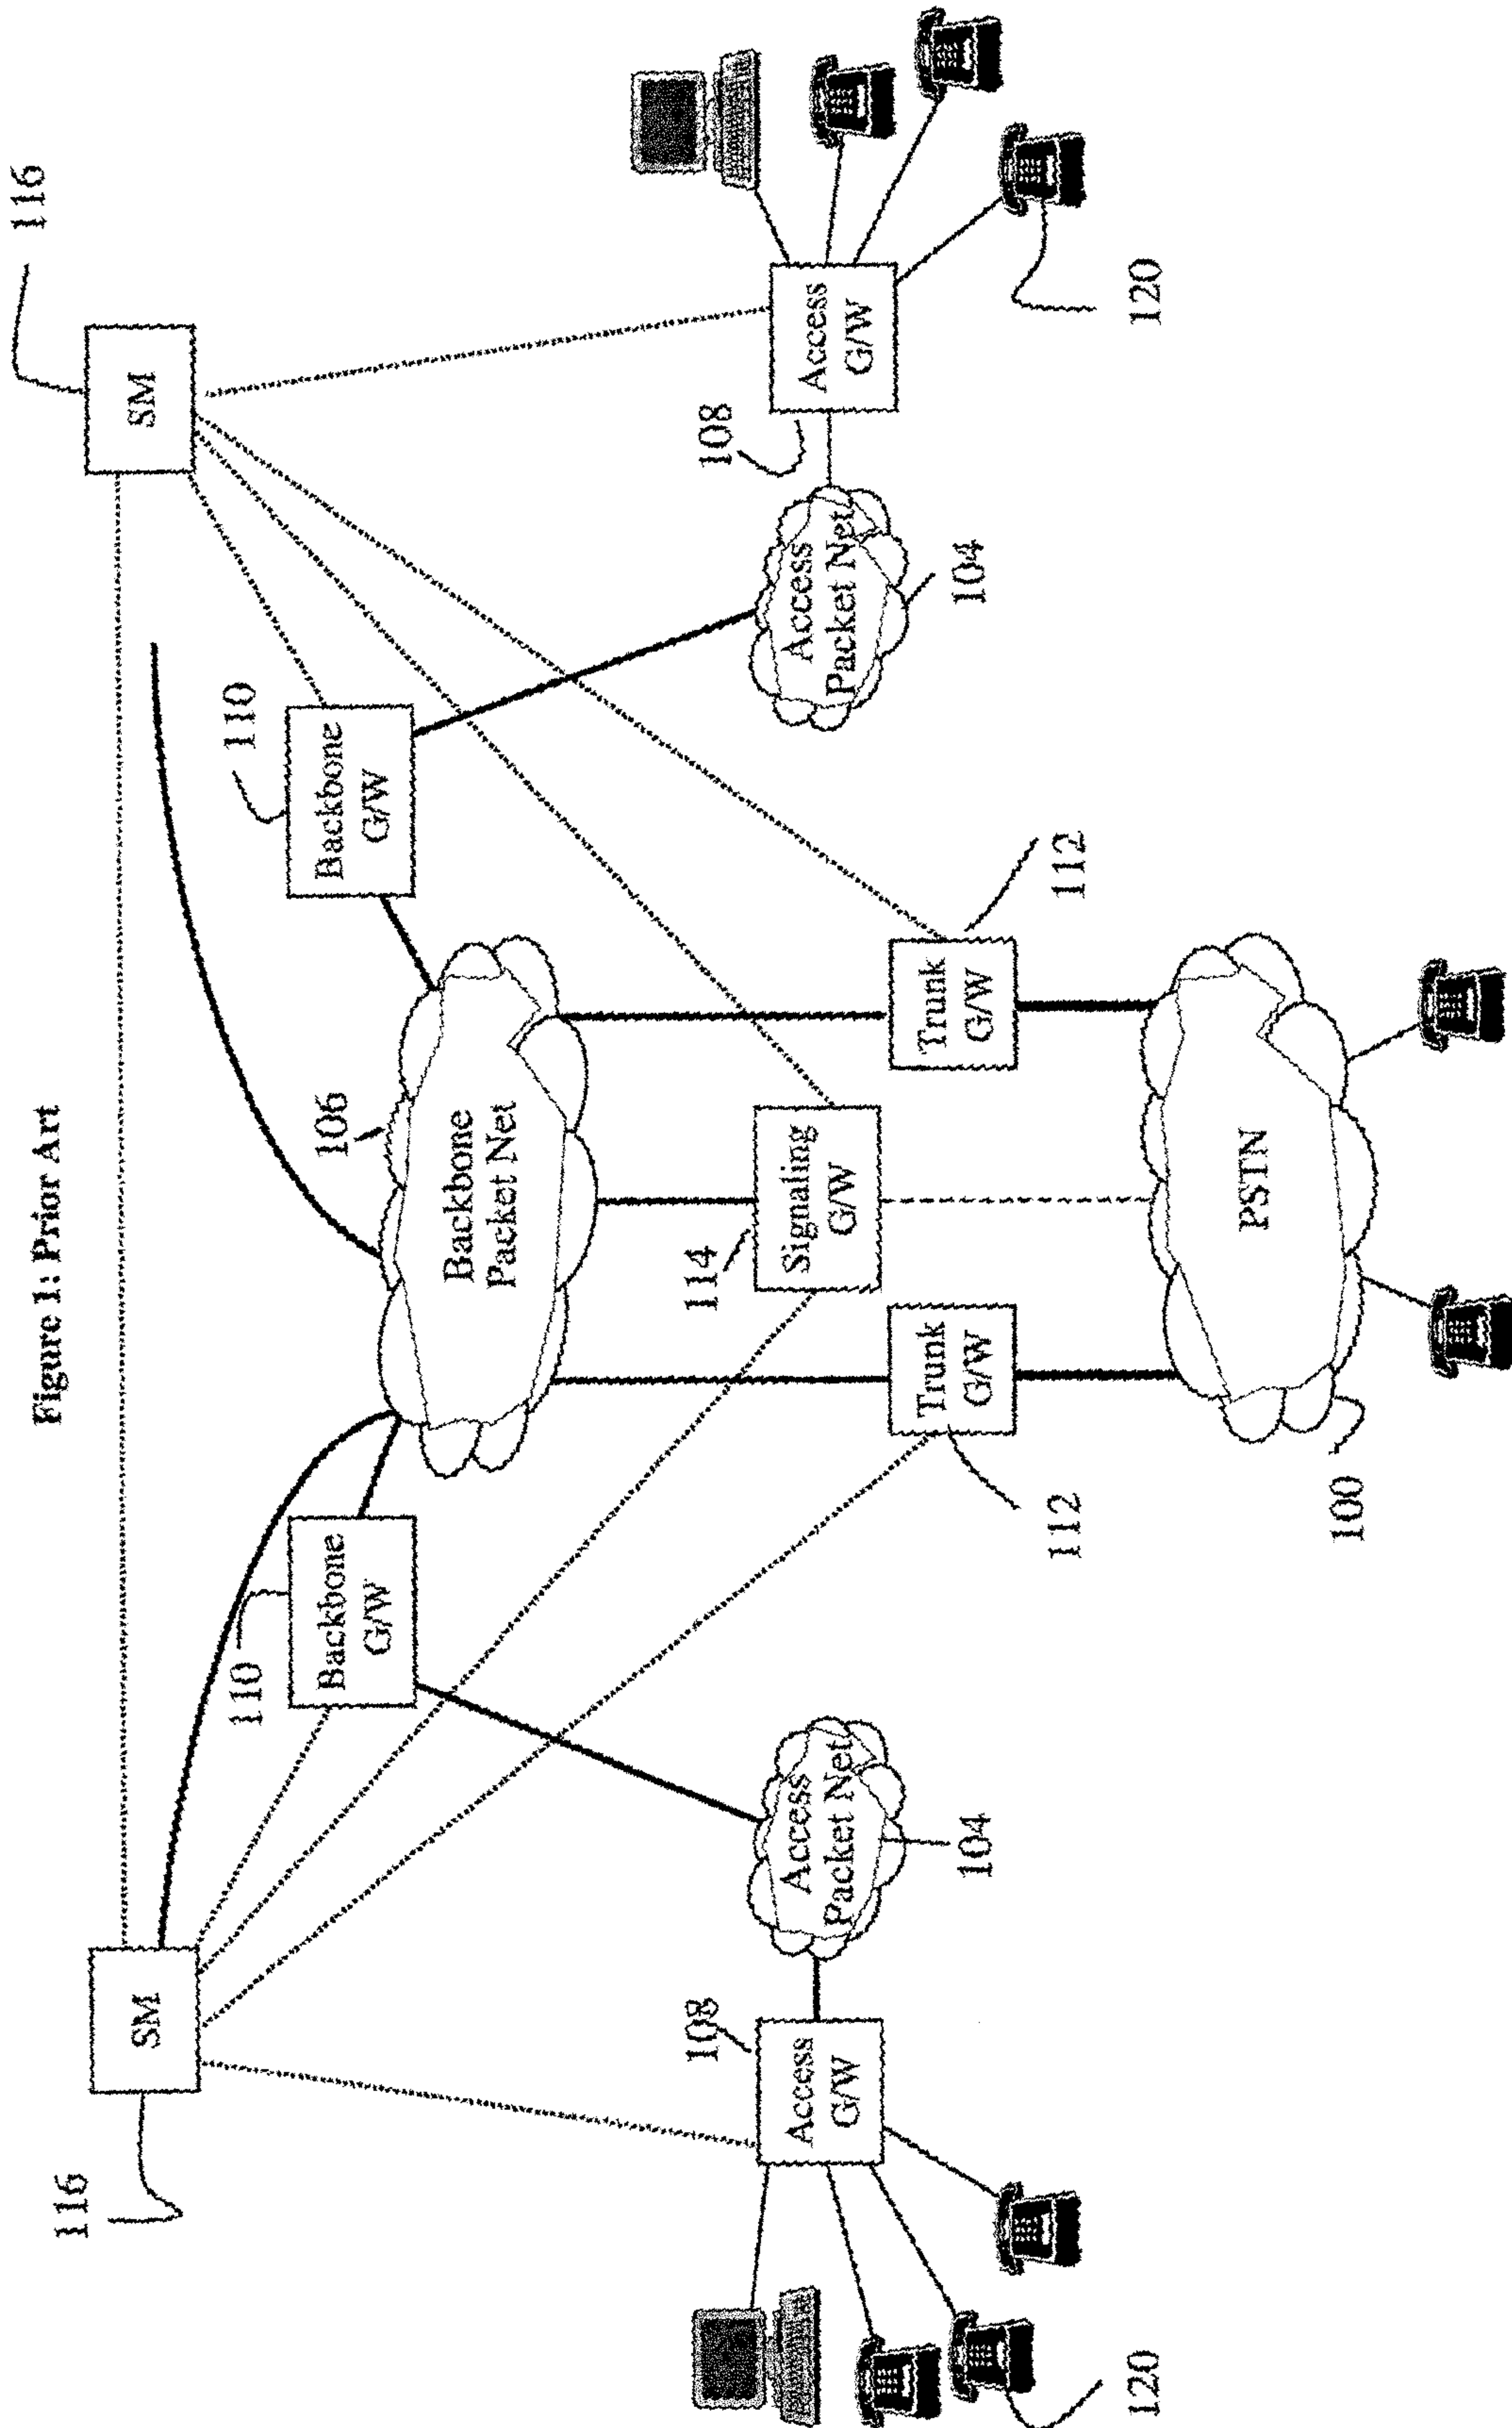 Figure 1: Prior Art
116
SM
SM
116
110
Backbone
G/W
106
Backbone
Packet Net
110
Backbone
G/W
108
Access
G/W
Access
Packet Net
104
114
Signaling
G/W
Access
Packet Net
104
108
Access
G/W
120
Trunk
G/W
112
Trunk
G/W
112
120
PSTN
100